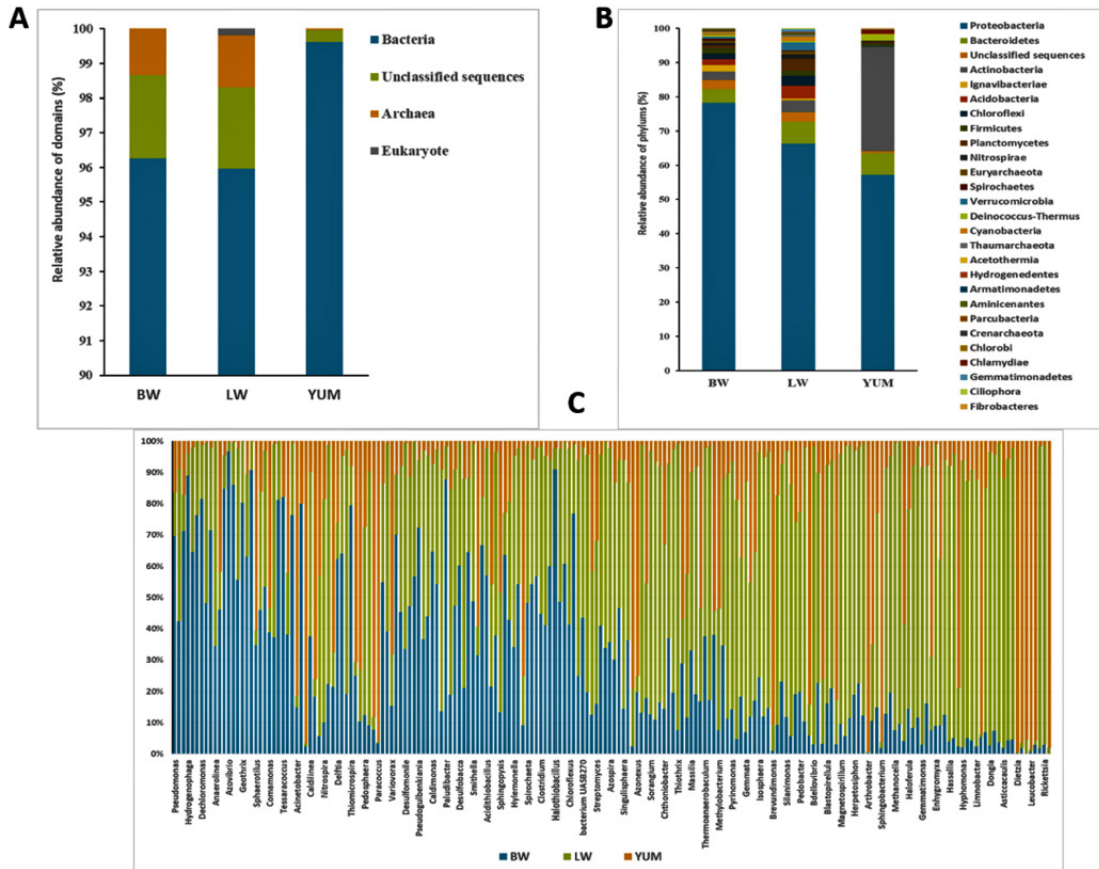 A
Relative abundance of domains (%)
100
99
98
97
96
95
94
93
92
91
90
BW
LW
YUM
Bacteria
Unclassified sequences
Archaea
Eukaryote
B
Relative abundance of phylums (%)
100
90
80
70
60
50
40
30
20
10
0
BW
LW
YUM
Proteobacteria
Bacteroidetes
Unclassified sequences
Actinobacteria
Ignavibacteriae
Acidobacteria
Chloroflexi
Firmicutes
Planctomycetes
Nitrospirae
Euryarchaeota
Spirochaetes
Verrucomicrobia
Deinococcus-Thermus
Cyanobacteria
Thaumarchaeota
Acetothermia
Hydrogenedentes
Armatimonadetes
Aminicenantes
Parcubacteria
Crenarchaeota
Chlorobi
Chlamydiae
Gemmatimonadetes
Ciliophora
Fibrobacteres
C
100%
90%
80%
70%
60%
50%
40%
30%
20%
10%
0%
Pseudomonas
Hydrogenophaga
Dechloromonas
Anaerolinea
Azovibrio
Geothrix
Sphaerotilus
Comamonas
Tessaracoccus
Acinetobacter
Caldilinea
Nitrospira
Delftia
Thiomicrospira
Pedosphaera
Paracoccus
Variovorax
Desulfomonile
Pseudogulbenkiania
Caldimonas
Paludibacter
Desulfobacca
Smithella
Acidithiobacillus
Sphingopyxis
Hylemonella
Spirochaeta
Clostridium
Halothiobacillus
Chloroflexus
bacterium UASB270
Streptomyces
Azospira
Singulisphaera
Azonexus
Sorangium
Chthoniobacter
Thiothrix
Massilia
Thermoanaerobaculum
Methylobacterium
Pyrinomonas
Gemmata
Isosphaera
Brevundimonas
Silanimonas
Pedobacter
Bdellovibrio
Blastopirellula
Magnetospirillum
Herpetosiphon
Arthrobacter
Sphingobacterium
Methanocella
Haloferula
Gemmatimonas
Enhygromyxa
Hassallia
Hyphomonas
Limnobacter
Dongia
Asticcacaulis
Dietzia
Leucobacter
Rickettsia
BW
LW
YUM